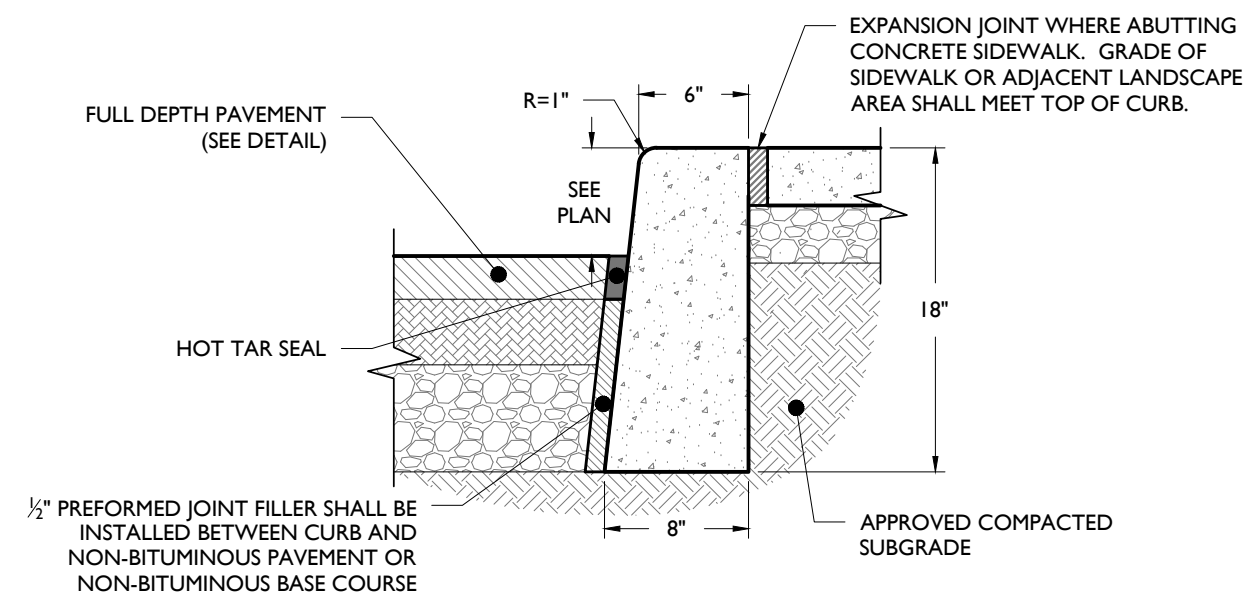 EXPANSION JOINT WHERE ABUTTING
CONCRETE SIDEWALK. GRADE OF
SIDEWALK OR ADJACENT LANDSCAPE
AREA SHALL MEET TOP OF CURB.
R=1"
6"
FULL DEPTH PAVEMENT
(SEE DETAIL)
SEE
PLAN
18"
HOT TAR SEAL
½" PREFORMED JOINT FILLER SHALL BE
INSTALLED BETWEEN CURB AND
NON-BITUMINOUS PAVEMENT OR
NON-BITUMINOUS BASE COURSE
8"
APPROVED COMPACTED
SUBGRADE